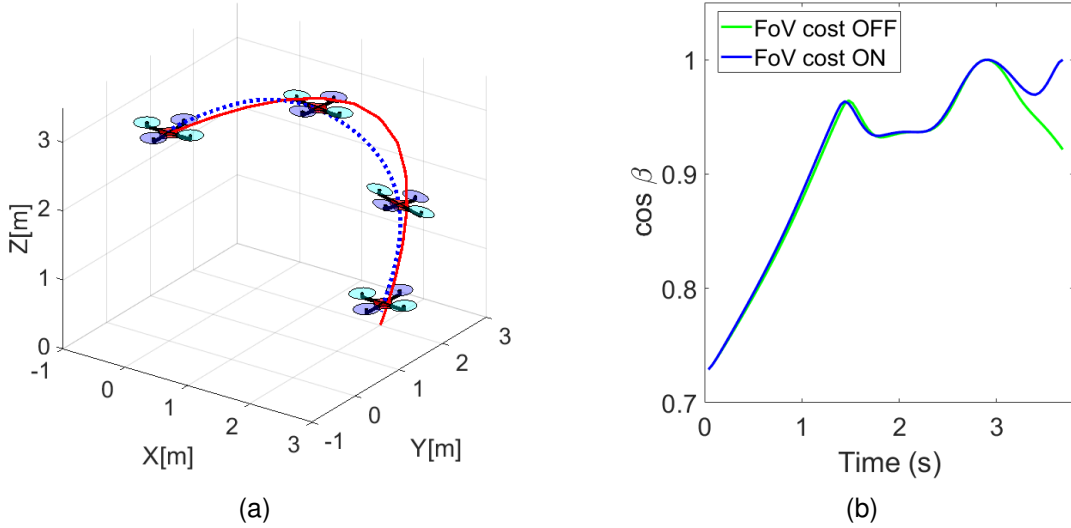 3
2
1
0
Z[m]
-1
0
1
2
3
X[m]
-1
0
1
2
3
Y[m]
(a)
FoV cost OFF
FoV cost ON
1
0.9
0.8
0.7
cos β
0
1
2
3
Time (s)
(b)